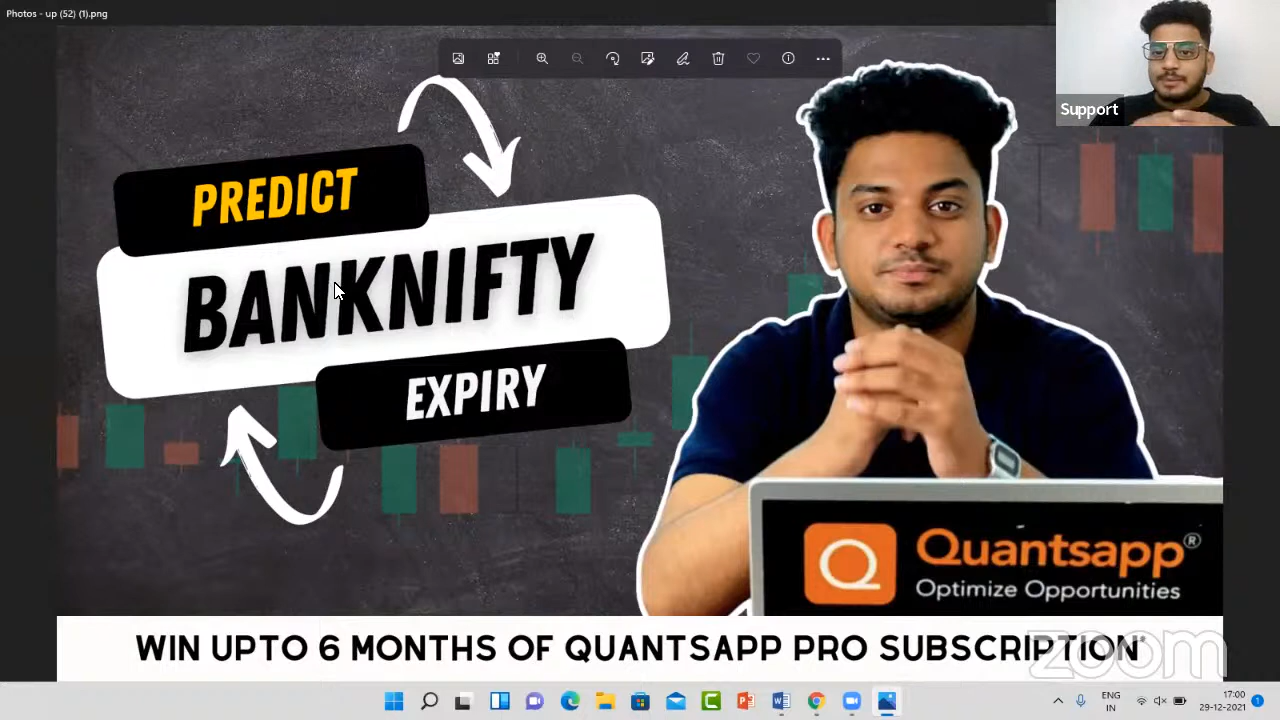 Photos - up (52) (1).png
Support
PREDICT
BANKNIFTY
EXPIRY
Quantsapp®
Optimize Opportunities
WIN UPTO 6 MONTHS OF QUANTSAPP PRO SUBSCRIPTION*
zoom
ENG
IN
17:00
29-12-2021